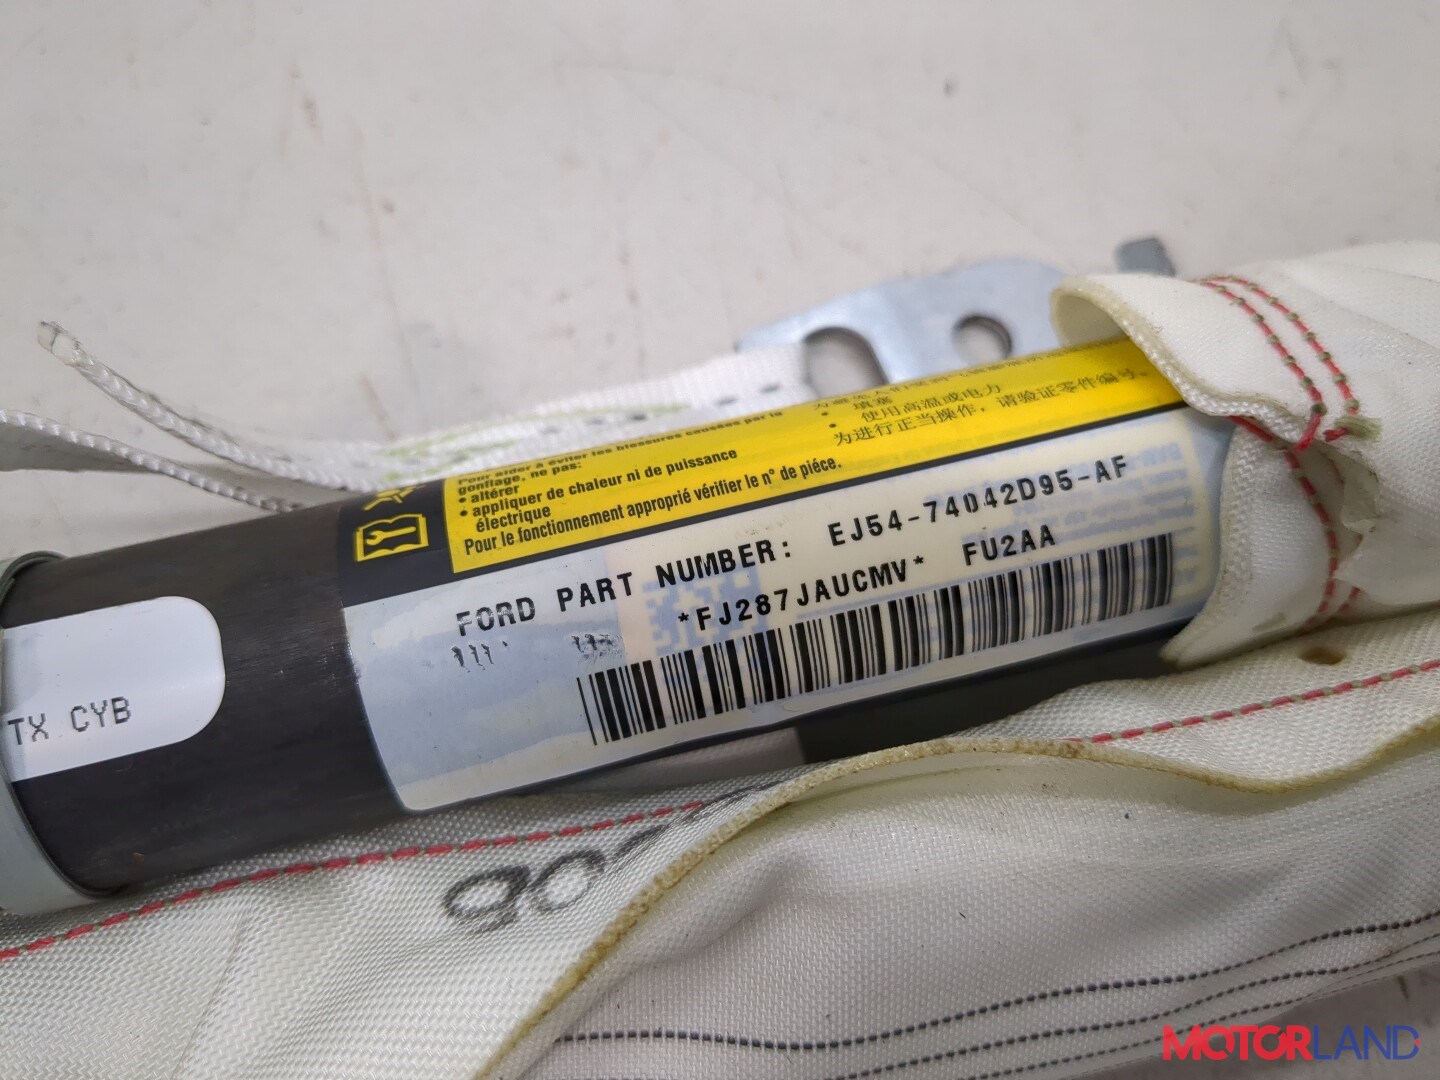 Pour aider à éviter les blessures causées par le
gonflage, ne pas:
• altérer
• appliquer de chaleur ni de puissance
électrique
Pour le fonctionnement approprié vérifier le n° de piéce.
• 填塞
• 使用高温或电力
为进行正当操作，请验证零件编号。
FORD PART NUMBER: EJ54-74042D95-AF
*FJ287JAUCMV* FU2AA
TX CYB
MOTORLAND